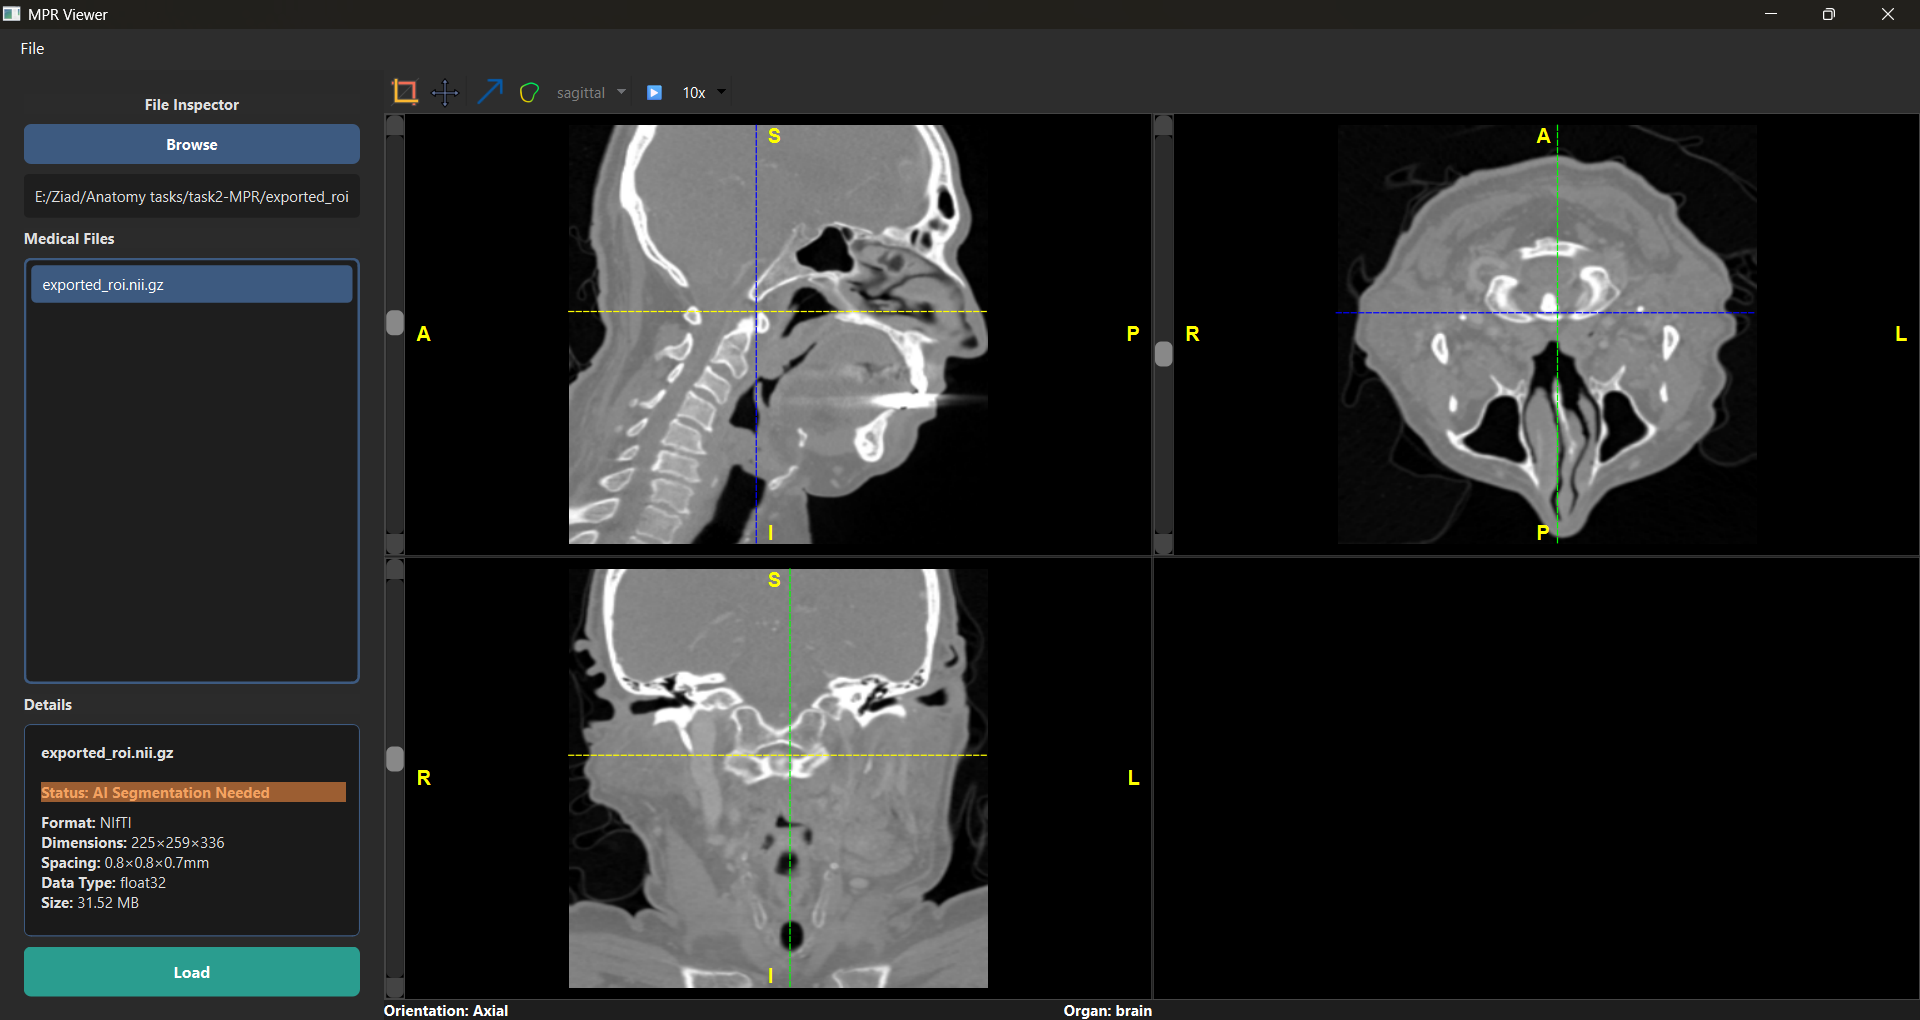 MPR Viewer
File
File Inspector
Browse
E:/Ziad/Anatomy tasks/task2-MPR/exported_roi
Medical Files
exported_roi.nii.gz
Details
exported_roi.nii.gz
Status: AI Segmentation Needed
Format: NIfTI
Dimensions: 225×259×336
Spacing: 0.8×0.8×0.7mm
Data Type: float32
Size: 31.52 MB
Load
sagittal
10x
S
A
P
I
A
R
L
P
S
R
L
I
Orientation: Axial
Organ: brain